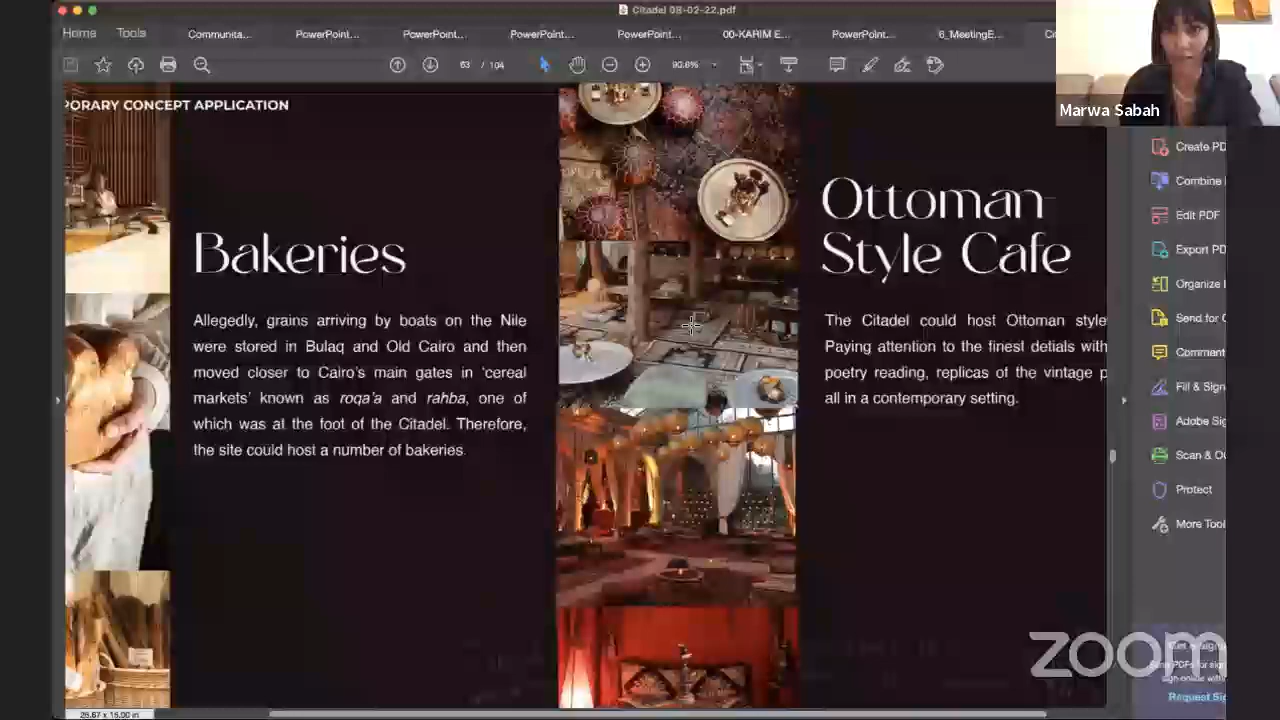 Citadel 08-02-22.pdf
Home Tools Communita... PowerPoint... PowerPoint... PowerPoint... PowerPoint... 00-KARIM E... PowerPoint... 6_MeetingE...
63 / 104 90.6%
Marwa Sabah
PORARY CONCEPT APPLICATION
Bakeries
Allegedly, grains arriving by boats on the Nile
were stored in Bulaq and Old Cairo and then
moved closer to Cairo's main gates in 'cereal
markets' known as roqa'a and rahba, one of
which was at the foot of the Citadel. Therefore,
the site could host a number of bakeries.
Ottoman
Style Cafe
The Citadel could host Ottoman style
Paying attention to the finest detials with
poetry reading, replicas of the vintage p
all in a contemporary setting.
Create PD
Combine
Edit PDF
Export PD
Organize
Send for C
Comment
Fill & Sign
Adobe Sig
Scan & O
Protect
More Tool
zoom
Request Sig